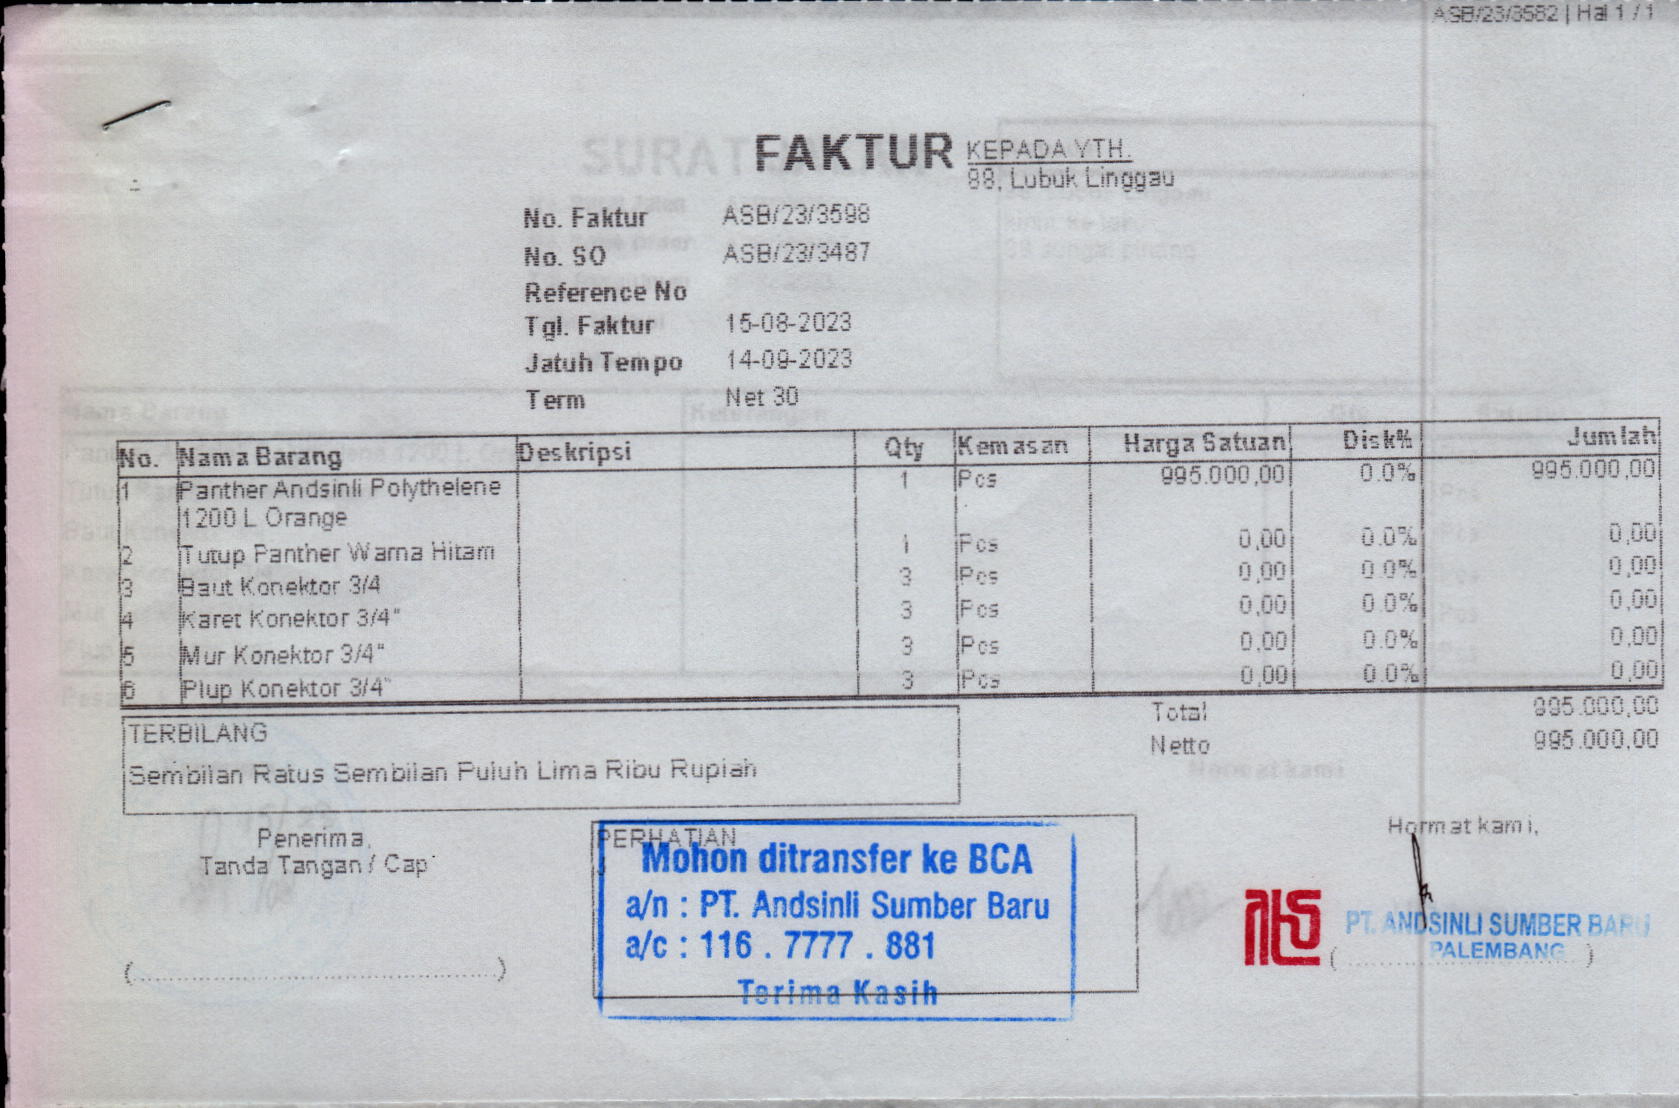 ASB/23/3582 | Hal 1 / 1
FAKTUR
KEPADA YTH.
88, Lubuk Linggau
No. Faktur ASB/23/3598
No. SO ASB/23/3487
Reference No
Tgl. Faktur 15-08-2023
Jatuh Tempo 14-09-2023
Term Net 30
No. Nama Barang Deskripsi Qty Kemasan Harga Satuan Disk% Jumlah
1 Panther Andsinli Polythelene 1 Pcs 995.000,00 0.0% 995.000,00
1200 L Orange
2 Tutup Panther Warna Hitam 1 Pcs 0,00 0.0% 0,00
3 Baut Konektor 3/4 3 Pcs 0,00 0.0% 0,00
4 Karet Konektor 3/4" 3 Pcs 0,00 0.0% 0,00
5 Mur Konektor 3/4" 3 Pcs 0,00 0.0% 0,00
6 Plup Konektor 3/4" 3 Pcs 0,00 0.0% 0,00
Total 995.000,00
Netto 995.000,00
TERBILANG
Sembilan Ratus Sembilan Puluh Lima Ribu Rupiah
Penerima,
Tanda Tangan / Cap
(................................................)
PERHATIAN
Mohon ditransfer ke BCA
a/n : PT. Andsinli Sumber Baru
a/c : 116 . 7777 . 881
Terima Kasih
Hormat kami,
PT. ANDSINLI SUMBER BARU
PALEMBANG